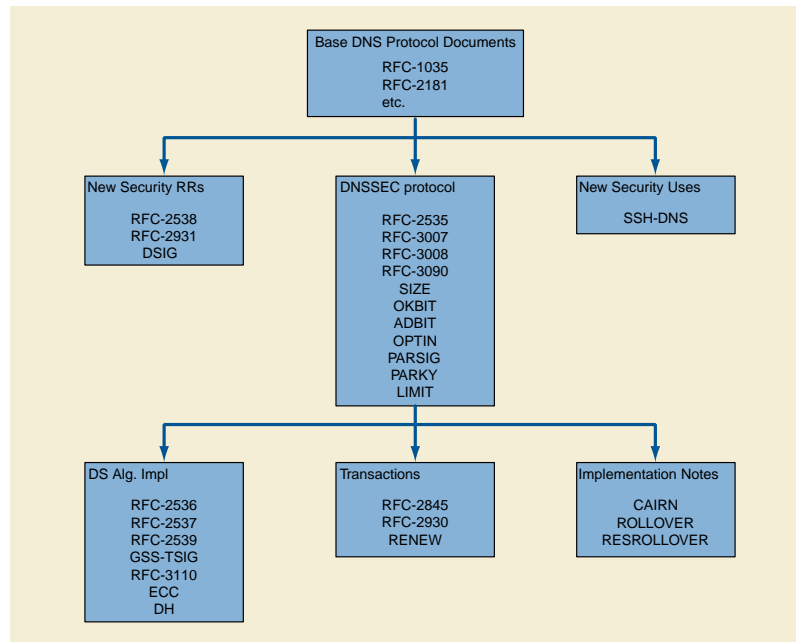 Base DNS Protocol Documents
RFC-1035
RFC-2181
etc.
New Security RRs
RFC-2538
RFC-2931
DSIG
DNSSEC protocol
RFC-2535
RFC-3007
RFC-3008
RFC-3090
SIZE
OKBIT
ADBIT
OPTIN
PARSIG
PARKY
LIMIT
New Security Uses
SSH-DNS
DS Alg. Impl
RFC-2536
RFC-2537
RFC-2539
GSS-TSIG
RFC-3110
ECC
DH
Transactions
RFC-2845
RFC-2930
RENEW
Implementation Notes
CAIRN
ROLLOVER
RESROLLOVER